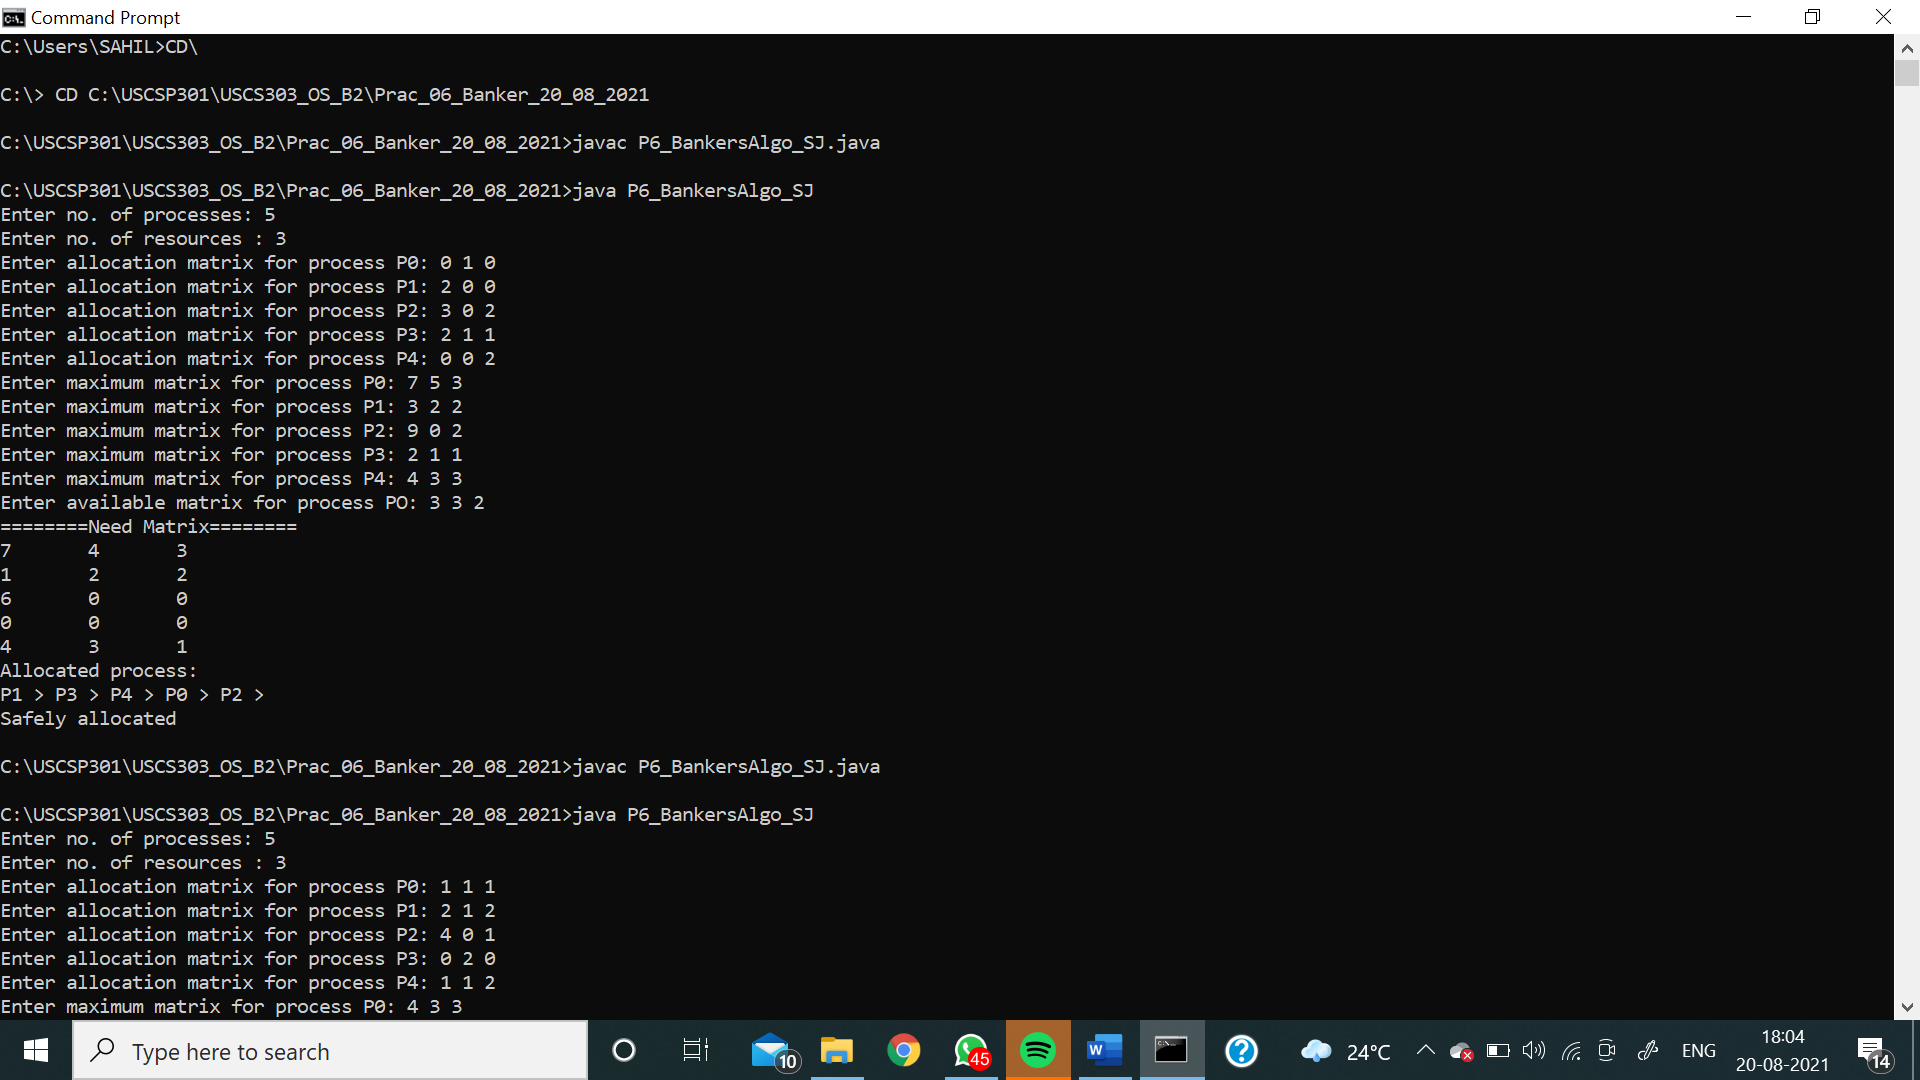 Command Prompt
C:\Users\SAHIL>CD\
C:\> CD C:\USCSP301\USCS303_OS_B2\Prac_06_Banker_20_08_2021
C:\USCSP301\USCS303_OS_B2\Prac_06_Banker_20_08_2021>javac P6_BankersAlgo_SJ.java
C:\USCSP301\USCS303_OS_B2\Prac_06_Banker_20_08_2021>java P6_BankersAlgo_SJ
Enter no. of processes: 5
Enter no. of resources : 3
Enter allocation matrix for process P0: 0 1 0
Enter allocation matrix for process P1: 2 0 0
Enter allocation matrix for process P2: 3 0 2
Enter allocation matrix for process P3: 2 1 1
Enter allocation matrix for process P4: 0 0 2
Enter maximum matrix for process P0: 7 5 3
Enter maximum matrix for process P1: 3 2 2
Enter maximum matrix for process P2: 9 0 2
Enter maximum matrix for process P3: 2 1 1
Enter maximum matrix for process P4: 4 3 3
Enter available matrix for process PO: 3 3 2
========Need Matrix========
7 4 3
1 2 2
6 0 0
0 0 0
4 3 1
Allocated process:
P1 > P3 > P4 > P0 > P2 >
Safely allocated
C:\USCSP301\USCS303_OS_B2\Prac_06_Banker_20_08_2021>javac P6_BankersAlgo_SJ.java
C:\USCSP301\USCS303_OS_B2\Prac_06_Banker_20_08_2021>java P6_BankersAlgo_SJ
Enter no. of processes: 5
Enter no. of resources : 3
Enter allocation matrix for process P0: 1 1 1
Enter allocation matrix for process P1: 2 1 2
Enter allocation matrix for process P2: 4 0 1
Enter allocation matrix for process P3: 0 2 0
Enter allocation matrix for process P4: 1 1 2
Enter maximum matrix for process P0: 4 3 3
Type here to search
10
45
W
24°C
ENG
18:04
20-08-2021
14